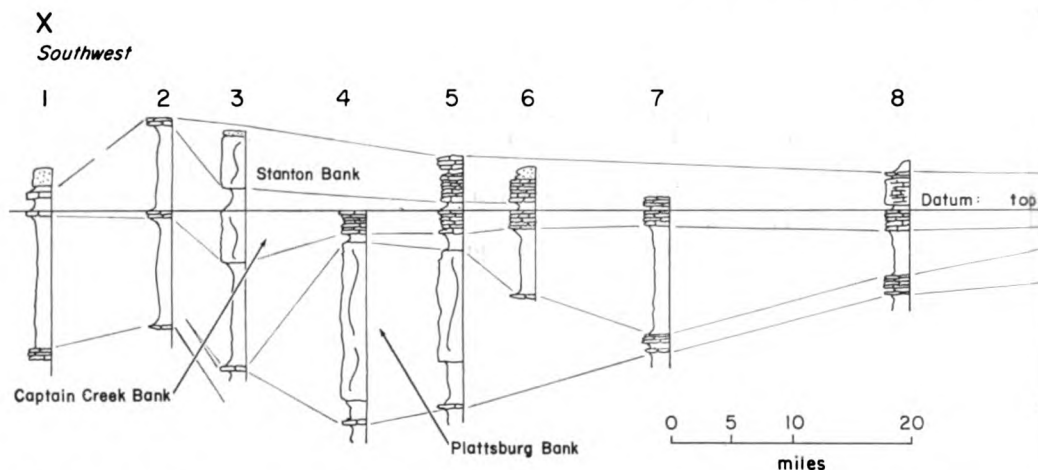 X
Southwest
1 2 3 4 5 6 7 8
Stanton Bank
Datum: top
Captain Creek Bank
Plattsburg Bank
0 5 10 20
miles